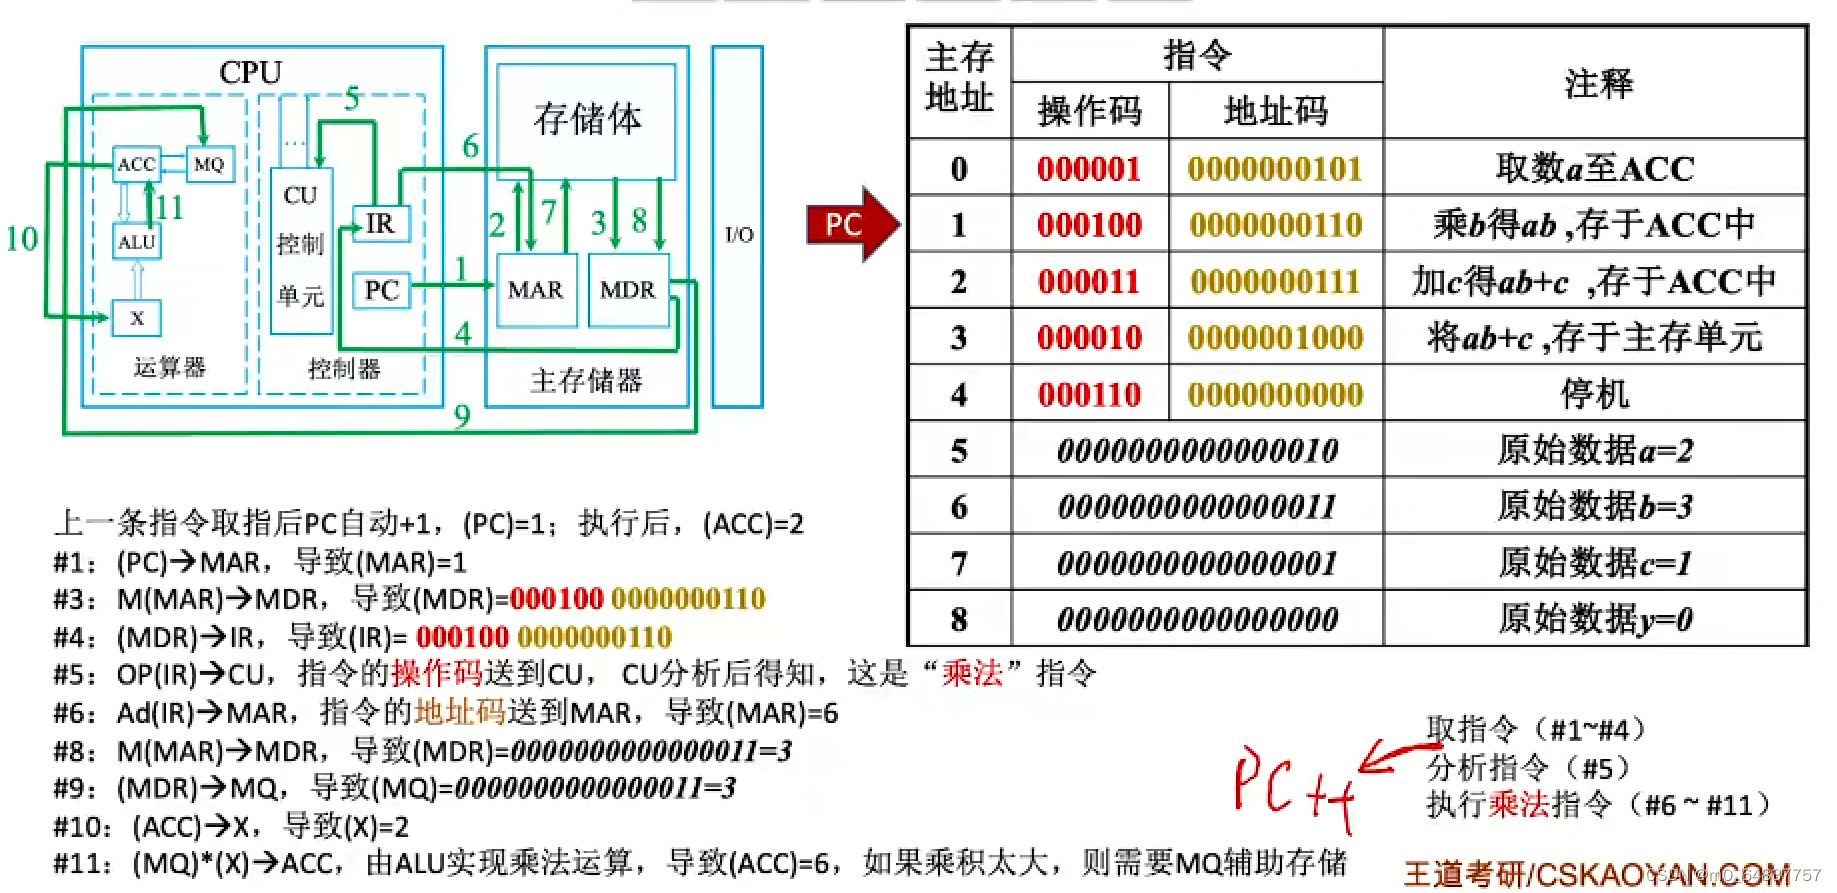 CPU
5
ACC
MQ
11
10
ALU
X
运算器
...
CU
控制
单元
IR
PC
控制器
6
存储体
2
7
3
8
1
MAR
MDR
4
主存储器
9
I/O
PC
主存地址 指令 注释
操作码 地址码
0 000001 0000000101 取数a至ACC
1 000100 0000000110 乘b得ab ,存于ACC中
2 000011 0000000111 加c得ab+c ,存于ACC中
3 000010 0000001000 将ab+c ,存于主存单元
4 000110 0000000000 停机
5 0000000000000010 原始数据a=2
6 0000000000000011 原始数据b=3
7 0000000000000001 原始数据c=1
8 0000000000000000 原始数据y=0
上一条指令取指后PC自动+1，(PC)=1；执行后，(ACC)=2
#1：(PC)→MAR，导致(MAR)=1
#3：M(MAR)→MDR，导致(MDR)=000100 0000000110
#4：(MDR)→IR，导致(IR)= 000100 0000000110
#5：OP(IR)→CU，指令的操作码送到CU， CU分析后得知，这是“乘法”指令
#6：Ad(IR)→MAR，指令的地址码送到MAR，导致(MAR)=6
#8：M(MAR)→MDR，导致(MDR)=0000000000000011=3
#9：(MDR)→MQ，导致(MQ)=0000000000000011=3
#10：(ACC)→X，导致(X)=2
#11：(MQ)*(X)→ACC，由ALU实现乘法运算，导致(ACC)=6，如果乘积太大，则需要MQ辅助存储
PC++
取指令（#1~#4）
分析指令（#5）
执行乘法指令（#6 ~ #11）
王道考研/CSKAOYAN.COM